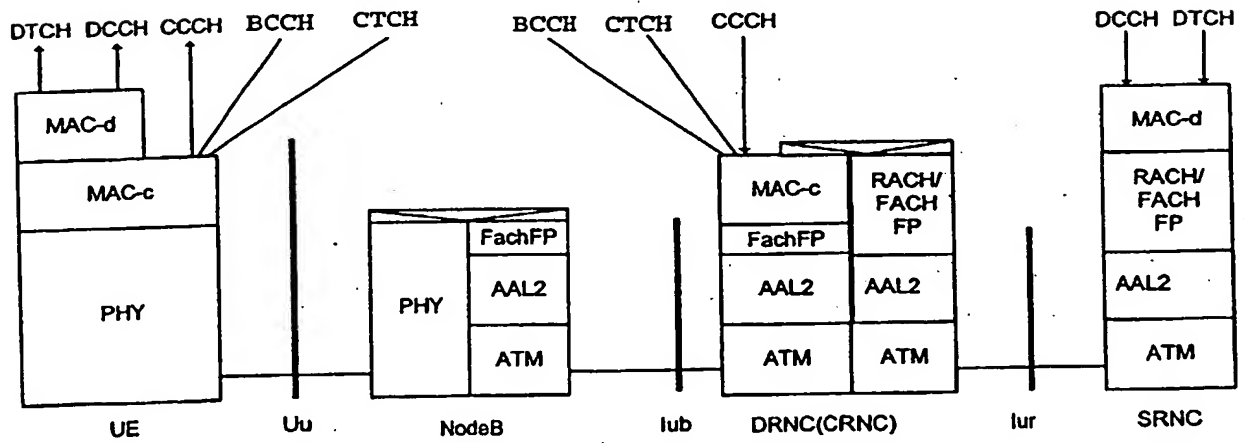 DTCH DCCH CCCH BCCH CTCH BCCH CTCH CCCH DCCH DTCH
MAC-d
MAC-c
PHY
PHY
FachFP
AAL2
ATM
MAC-c
FachFP
AAL2
ATM
RACH/
FACH
FP
AAL2
ATM
MAC-d
RACH/
FACH
FP
AAL2
ATM
UE Uu NodeB Iub DRNC(CRNC) Iur SRNC